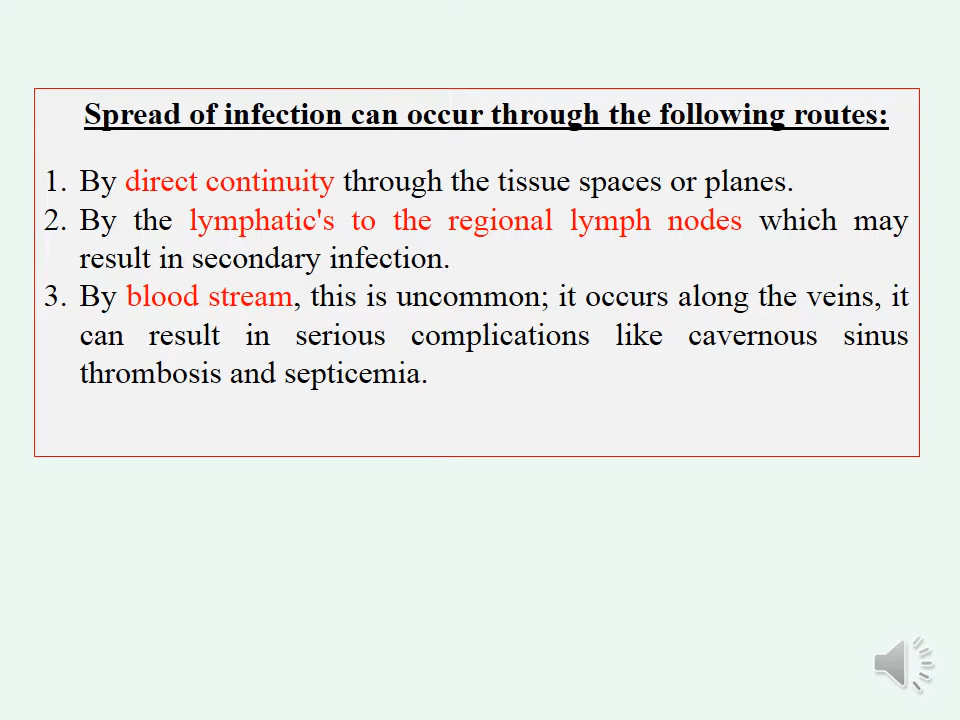 Spread of infection can occur through the following routes:
1. By direct continuity through the tissue spaces or planes.
2. By the lymphatic's to the regional lymph nodes which may
result in secondary infection.
3. By blood stream, this is uncommon; it occurs along the veins, it
can result in serious complications like cavernous sinus
thrombosis and septicemia.